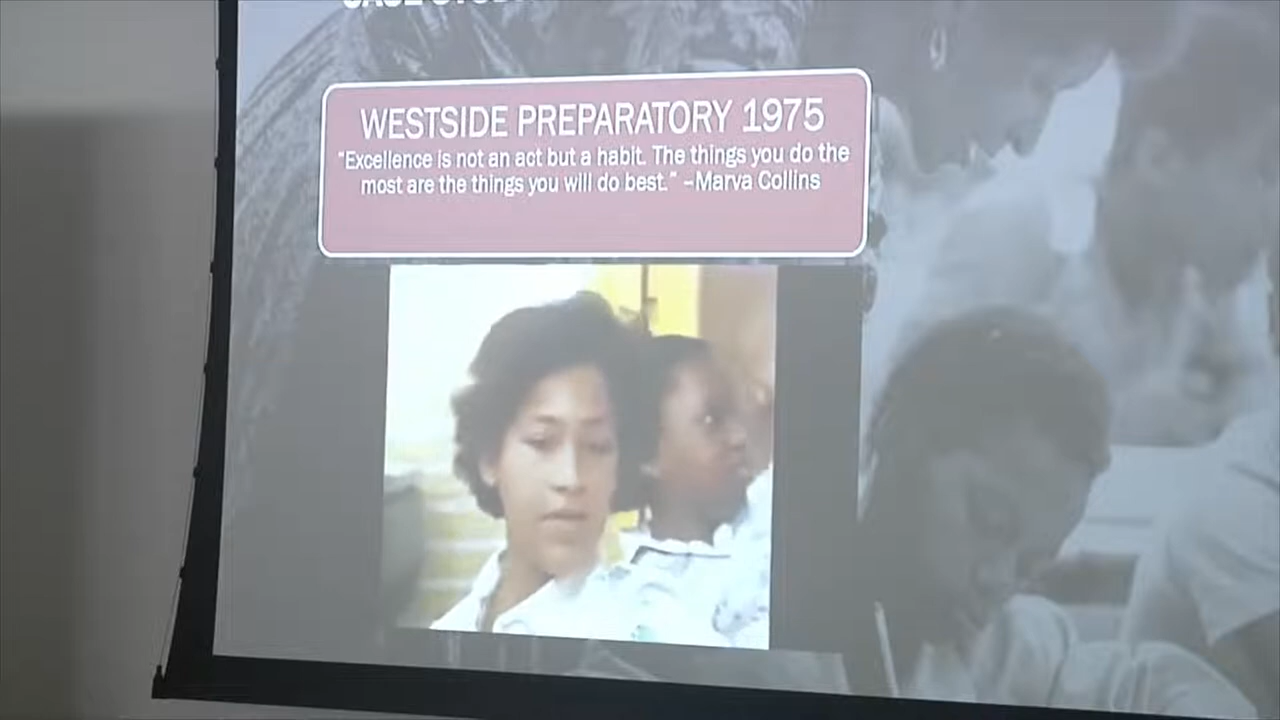 WESTSIDE PREPARATORY 1975
"Excellence is not an act but a habit. The things you do the
most are the things you will do best." –Marva Collins